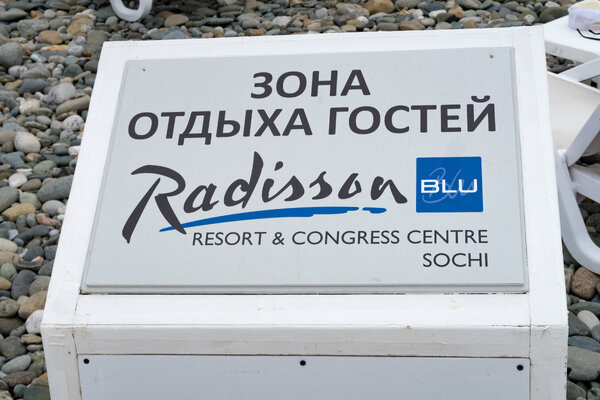 ЗОНА
ОТДЫХА ГОСТЕЙ
Radisson BLU
RESORT & CONGRESS CENTRE
SOCHI